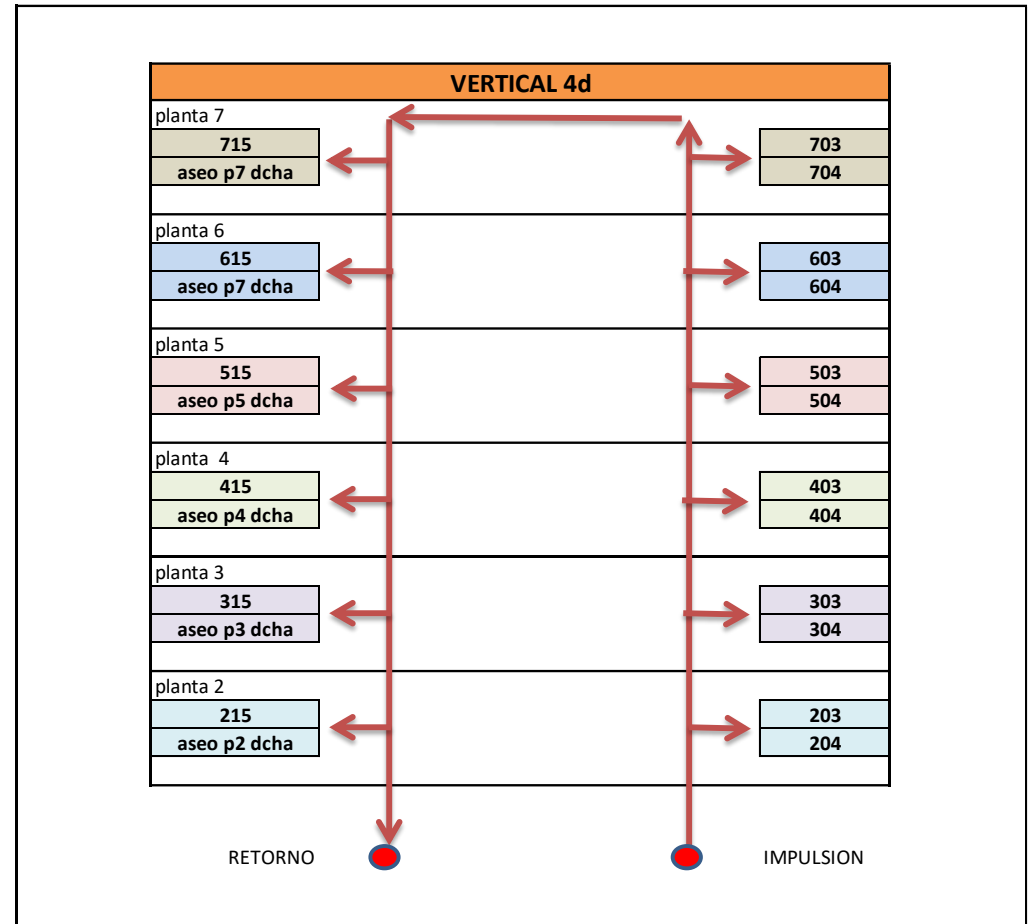 VERTICAL 4d
planta 7
715
703
aseo p7 dcha
704
planta 6
615
603
aseo p7 dcha
604
planta 5
515
503
aseo p5 dcha
504
planta  4
415
403
aseo p4 dcha
404
planta 3
315
303
aseo p3 dcha
304
planta 2
215
203
aseo p2 dcha
204
RETORNO
IMPULSION